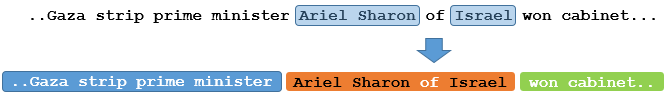 ..Gaza strip prime minister Ariel Sharon of Israel won cabinet...
..Gaza strip prime minister Ariel Sharon of Israel won cabinet..